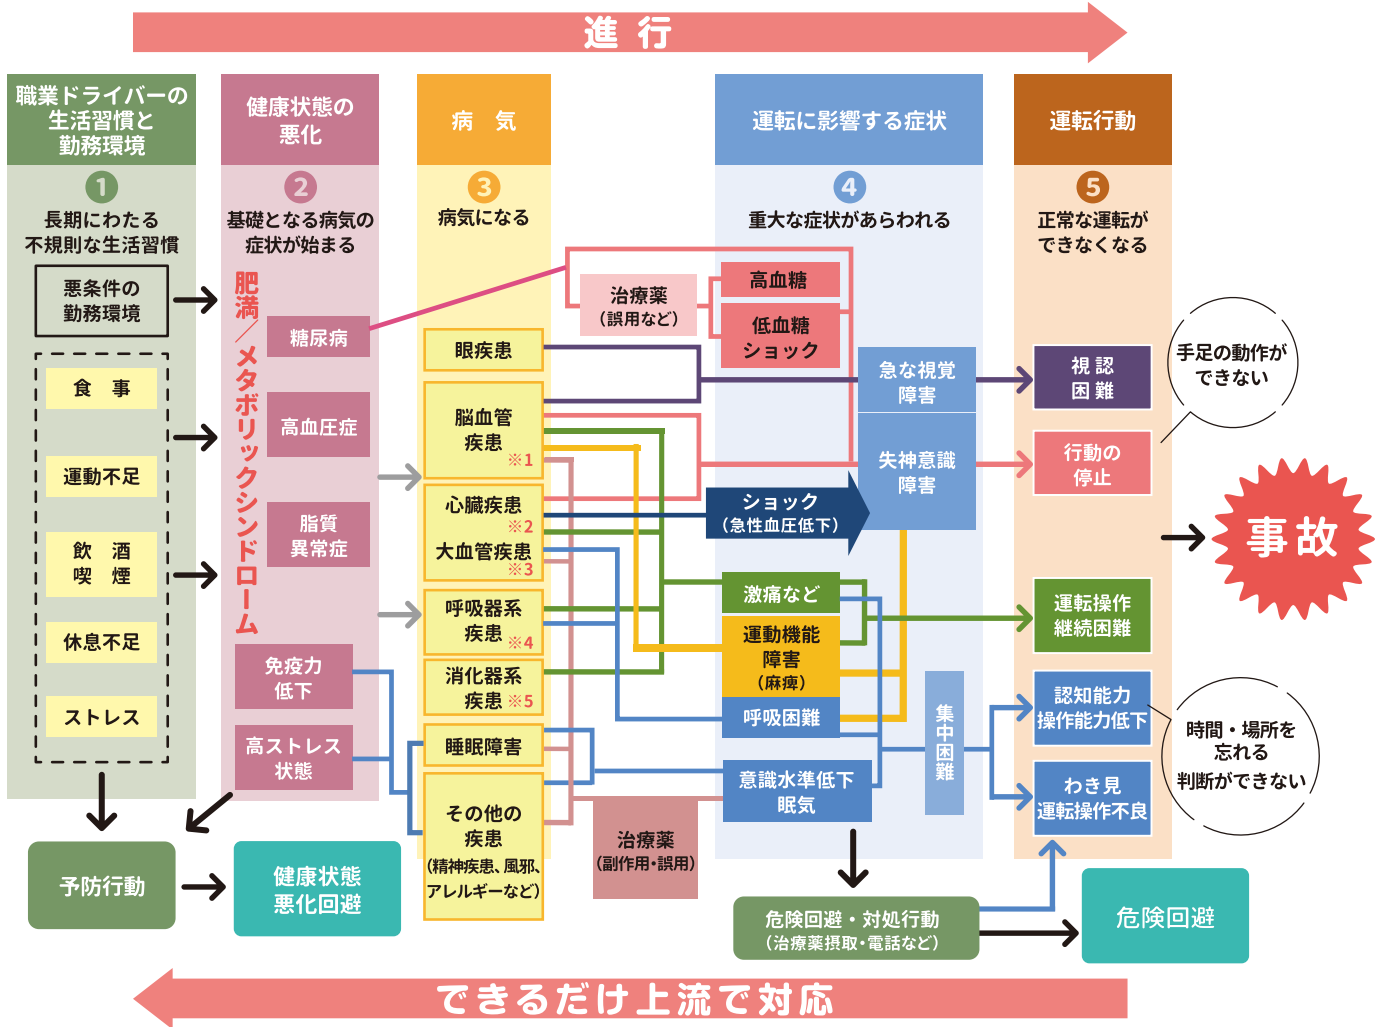 進 行
職業ドライバーの
生活習慣と
勤務環境
1
長期にわたる
不規則な生活習慣
悪条件の
勤務環境
食 事
運動不足
飲 酒
喫 煙
休息不足
ストレス
予防行動
健康状態の
悪化
2
基礎となる病気の
症状が始まる
肥満／メタボリックシンドローム
糖尿病
高血圧症
脂質
異常症
免疫力
低下
高ストレス
状態
健康状態
悪化回避
病 気
3
病気になる
眼疾患
脳血管
疾患
※1
心臓疾患
※2
大血管疾患
※3
呼吸器系
疾患
※4
消化器系
疾患 ※5
睡眠障害
その他の
疾患
(精神疾患、風邪、
アレルギーなど)
治療薬
(誤用など)
治療薬
(副作用・誤用)
運転に影響する症状
4
重大な症状があらわれる
高血糖
低血糖
ショック
急な視覚
障害
失神意識
障害
ショック
(急性血圧低下)
激痛など
運動機能
障害
(麻痺)
呼吸困難
集中困難
意識水準低下
眠気
危険回避・対処行動
(治療薬摂取・電話など)
運転行動
5
正常な運転が
できなくなる
視 認
困 難
行動の
停止
運転操作
継続困難
認知能力
操作能力低下
わき見
運転操作不良
危険回避
手足の動作が
できない
事故
時間・場所を
忘れる
判断ができない
できるだけ上流で対応